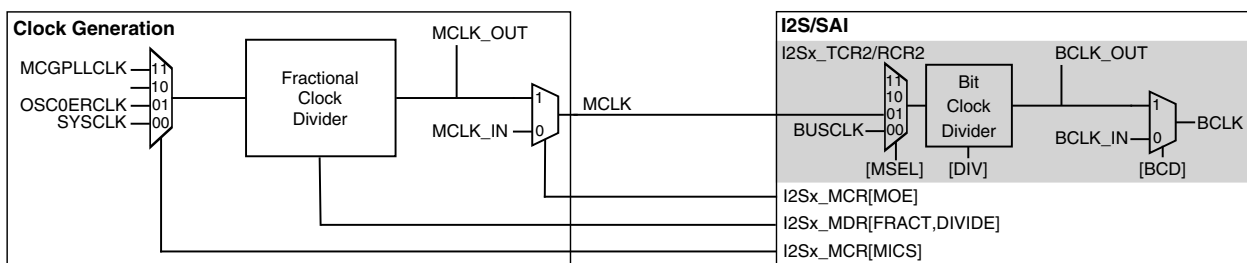 Clock Generation
MCGPLLCLK
11
10
OSC0ERCLK
01
SYSCLK
00
Fractional
Clock
Divider
MCLK_OUT
1
MCLK_IN
0
MCLK
I2S/SAI
I2Sx_TCR2/RCR2
11
10
01
BUSCLK
00
[MSEL]
Bit
Clock
Divider
[DIV]
BCLK_OUT
1
BCLK_IN
0
[BCD]
BCLK
I2Sx_MCR[MOE]
I2Sx_MDR[FRACT,DIVIDE]
I2Sx_MCR[MICS]